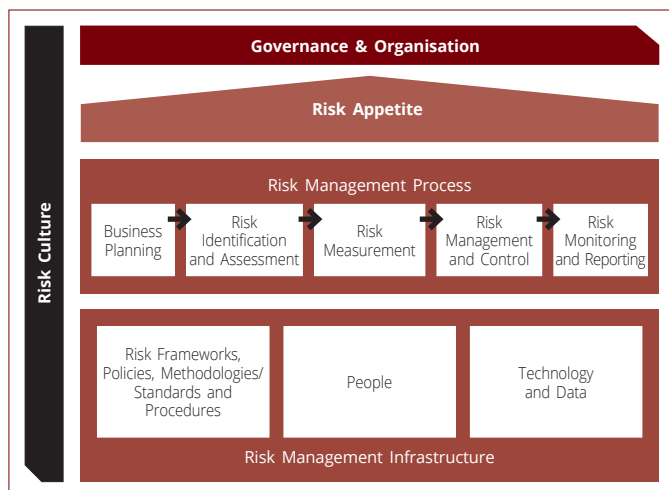 Governance & Organisation
Risk Appetite
Risk Culture
Risk Management Process
Business
Planning
Risk
Identification
and Assessment
Risk
Measurement
Risk
Management
and Control
Risk
Monitoring
and Reporting
Risk Frameworks,
Policies, Methodologies/
Standards and
Procedures
People
Technology
and Data
Risk Management Infrastructure